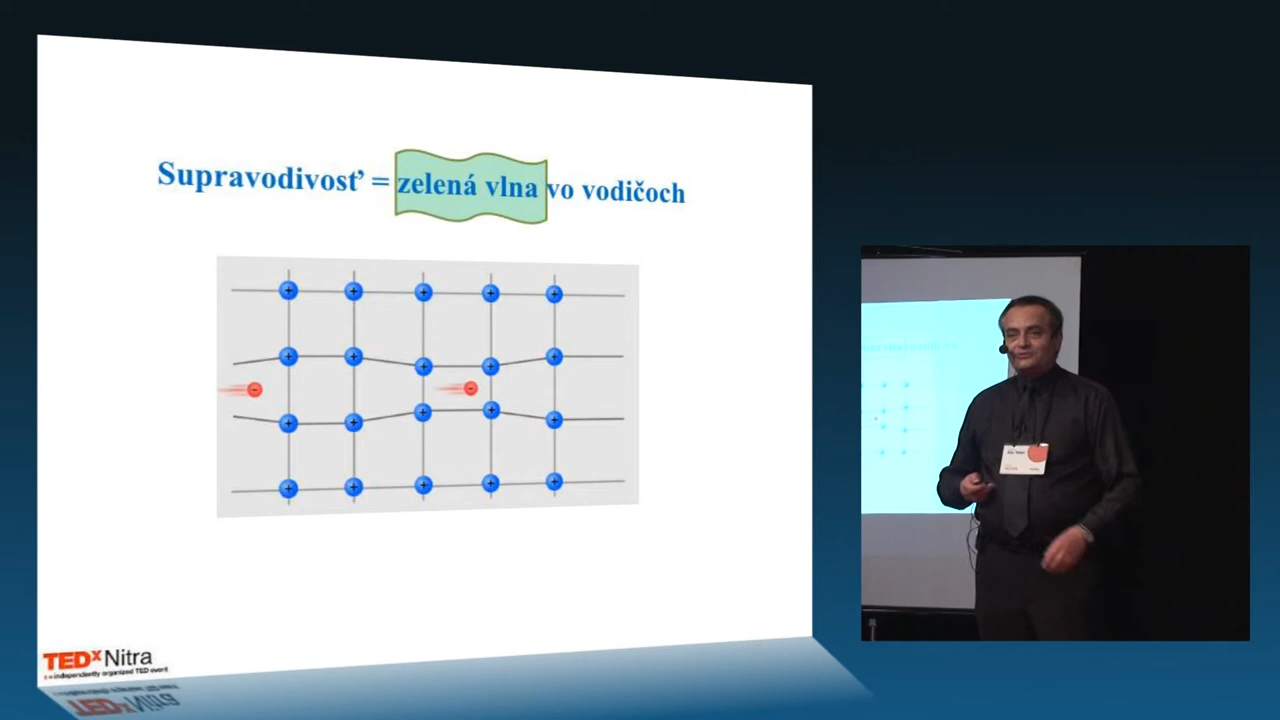 Supravodivosť = zelená vlna vo vodičoch
TEDxNitra
x = independently organized TED event